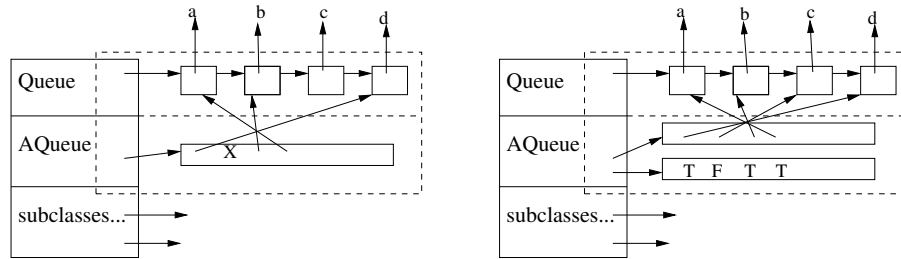 a b c d
Queue
AQueue
X
subclasses...
a b c d
Queue
AQueue
T F T T
subclasses...